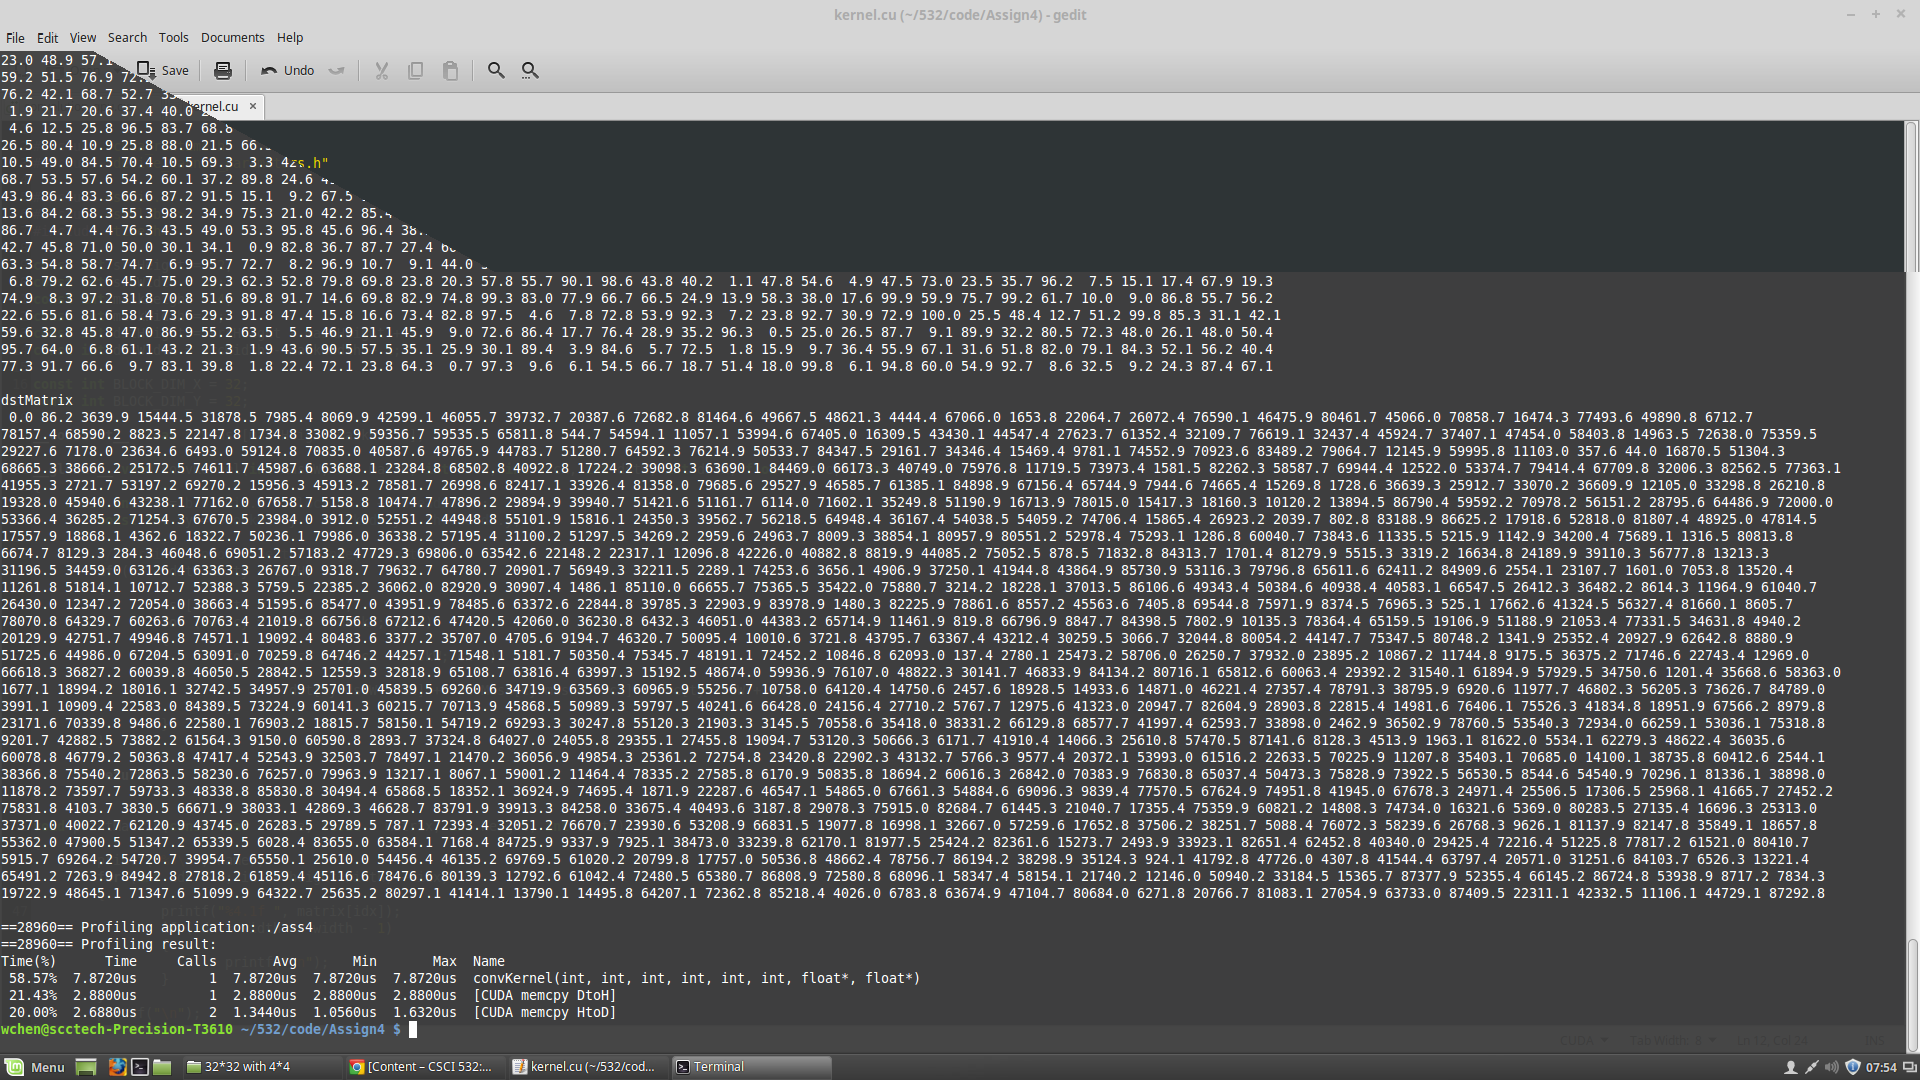 kernel.cu (~/532/code/Assign4) - gedit
File Edit View Search Tools Documents Help
23.0 48.9 57.1
Save Undo
59.2 51.5 76.9
76.2 42.1 68.7 52.7
kernel.cu ×
1.9 21.7 20.6 37.4 40.0
4.6 12.5 25.8 96.5 83.7 68.8
26.5 80.4 10.9 25.8 88.0 21.5 66.
10.5 49.0 84.5 70.4 10.5 69.3 3.3
s.h"
68.7 53.5 57.6 54.2 60.1 37.2 89.8 24.6
43.9 86.4 83.3 66.6 87.2 91.5 15.1 9.2 67.5
13.6 84.2 68.3 55.3 98.2 34.9 75.3 21.0 42.2 85.4
86.7 4.7 4.4 76.3 43.5 49.0 53.3 95.8 45.6 96.4 38.
42.7 45.8 71.0 50.0 30.1 34.1 0.9 82.8 36.7 87.7 27.4
63.3 54.8 58.7 74.7 6.9 95.7 72.7 8.2 96.9 10.7 9.1 44.0
6.8 79.2 62.6 45.7 75.0 29.3 62.3 52.8 79.8 69.8 23.8 20.3 57.8 55.7 90.1 98.6 43.8 40.2 1.1 47.8 54.6 4.9 47.5 73.0 23.5 35.7 96.2 7.5 15.1 17.4 67.9 19.3
74.9 8.3 97.2 31.8 70.8 51.6 89.8 91.7 14.6 69.8 82.9 74.8 99.3 83.0 77.9 66.7 66.5 24.9 13.9 58.3 38.0 17.6 99.9 59.9 75.7 99.2 61.7 10.0 9.0 86.8 55.7 56.2
22.6 55.6 81.6 58.4 73.6 29.3 91.8 47.4 15.8 16.6 73.4 82.8 97.5 4.6 7.8 72.8 53.9 92.3 7.2 23.8 92.7 30.9 72.9 100.0 25.5 48.4 12.7 51.2 99.8 85.3 31.1 42.1
59.6 32.8 45.8 47.0 86.9 55.2 63.5 5.5 46.9 21.1 45.9 9.0 72.6 86.4 17.7 76.4 28.9 35.2 96.3 0.5 25.0 26.5 87.7 9.1 89.9 32.2 80.5 72.3 48.0 26.1 48.0 50.4
95.7 64.0 6.8 61.1 43.2 21.3 1.9 43.6 90.5 57.5 35.1 25.9 30.1 89.4 3.9 84.6 5.7 72.5 1.8 15.9 9.7 36.4 55.9 67.1 31.6 51.8 82.0 79.1 84.3 52.1 56.2 40.4
77.3 91.7 66.6 9.7 83.1 39.8 1.8 22.4 72.1 23.8 64.3 0.7 97.3 9.6 6.1 54.5 66.7 18.7 51.4 18.0 99.8 6.1 94.8 60.0 54.9 92.7 8.6 32.5 9.2 24.3 87.4 67.1
const int BLOCK_DIM_X = 32;
dstMatrix
0.0 86.2 3639.9 15444.5 31878.5 7985.4 8069.9 42599.1 46055.7 39732.7 20387.6 72682.8 81464.6 49667.5 48621.3 4444.4 67066.0 1653.8 22064.7 26072.4 76590.1 46475.9 80461.7 45066.0 70858.7 16474.3 77493.6 49890.8 6712.7
78157.4 68590.2 8823.5 22147.8 1734.8 33082.9 59356.7 59535.5 65811.8 544.7 54594.1 11057.1 53994.6 67405.0 16309.5 43430.1 44547.4 27623.7 61352.4 32109.7 76619.1 32437.4 45924.7 37407.1 47454.0 58403.8 14963.5 72638.0 75359.5
29227.6 7178.0 23634.6 6493.0 59124.8 70835.0 40587.6 49765.9 44783.7 51280.7 64592.3 76214.9 50533.7 84347.5 29161.7 34346.4 15469.4 9781.1 74552.9 70923.6 83489.2 79064.7 12145.9 59995.8 11103.0 357.6 44.0 16870.5 51304.3
68665.3 38666.2 25172.5 74611.7 45987.6 63688.1 23284.8 68502.8 40922.8 17224.2 39098.3 63690.1 84469.0 66173.3 40749.0 75976.8 11719.5 73973.4 1581.5 82262.3 58587.7 69944.4 12522.0 53374.7 79414.4 67709.8 32006.3 82562.5 77363.1
41955.3 2721.7 53197.2 69270.2 15956.3 45913.2 78581.7 26998.6 82417.1 33926.4 81358.0 79685.6 29527.9 46585.7 61385.1 84898.9 67156.4 65744.9 7944.6 74665.4 15269.8 1728.6 36639.3 25912.7 33070.2 36609.9 12105.0 33298.8 26210.8
19328.0 45940.6 43238.1 77162.0 67658.7 5158.8 10474.7 47896.2 29894.9 39940.7 51421.6 51161.7 6114.0 71602.1 35249.8 51190.9 16713.9 78015.0 15417.3 18160.3 10120.2 13894.5 86790.4 59592.2 70978.2 56151.2 28795.6 64486.9 72000.0
53366.4 36285.2 71254.3 67670.5 23984.0 3912.0 52551.2 44948.8 55101.9 15816.1 24350.3 39562.7 56218.5 64948.4 36167.4 54038.5 54059.2 74706.4 15865.4 26923.2 2039.7 802.8 83188.9 86625.2 17918.6 52818.0 81807.4 48925.0 47814.5
17557.9 18868.1 4362.6 18322.7 50236.1 79986.0 36338.2 57195.4 31100.2 51297.5 34269.2 2959.6 24963.7 8009.3 38854.1 80957.9 80551.2 52978.4 75293.1 1286.8 60040.7 73843.6 11335.5 5215.9 1142.9 34200.4 75689.1 1316.5 80813.8
6674.7 8129.3 284.3 46048.6 69051.2 57183.2 47729.3 69806.0 63542.6 22148.2 22317.1 12096.8 42226.0 40882.8 8819.9 44085.2 75052.5 878.5 71832.8 84313.7 1701.4 81279.9 5515.3 3319.2 16634.8 24189.9 39110.3 56777.8 13213.3
31196.5 34459.0 63126.4 63363.3 26767.0 9318.7 79632.7 64780.7 20901.7 56949.3 32211.5 2289.1 74253.6 3656.1 4906.9 37250.1 41944.8 43864.9 85730.9 53116.3 79796.8 65611.6 62411.2 84909.6 2554.1 23107.7 1601.0 7053.8 13520.4
11261.8 51814.1 10712.7 52388.3 5759.5 22385.2 36062.0 82920.9 30907.4 1486.1 85110.0 66655.7 75365.5 35422.0 75880.7 3214.2 18228.1 37013.5 86106.6 49343.4 50384.6 40938.4 40583.1 66547.5 26412.3 36482.2 8614.3 11964.9 61040.7
26430.0 12347.2 72054.0 38663.4 51595.6 85477.0 43951.9 78485.6 63372.6 22844.8 39785.3 22903.9 83978.9 1480.3 82225.9 78861.6 8557.2 45563.6 7405.8 69544.8 75971.9 8374.5 76965.3 525.1 17662.6 41324.5 56327.4 81660.1 8605.7
78070.8 64329.7 60263.6 70763.4 21019.8 66756.8 67212.6 47420.5 42060.0 36230.8 6432.3 46051.0 44383.2 65714.9 11461.9 819.8 66796.9 8847.7 84398.5 7802.9 10135.3 78364.4 65159.5 19106.9 51188.9 21053.4 77331.5 34631.8 4940.2
20129.9 42751.7 49946.8 74571.1 19092.4 80483.6 3377.2 35707.0 4705.6 9194.7 46320.7 50095.4 10010.6 3721.8 43795.7 63367.4 43212.4 30259.5 3066.7 32044.8 80054.2 44147.7 75347.5 80748.2 1341.9 25352.4 20927.9 62642.8 8880.9
51725.6 44986.0 67204.5 63091.0 70259.8 64746.2 44257.1 71548.1 5181.7 50350.4 75345.7 48191.1 72452.2 10846.8 62093.0 137.4 2780.1 25473.2 58706.0 26250.7 37932.0 23895.2 10867.2 11744.8 9175.5 36375.2 71746.6 22743.4 12969.0
66618.3 36827.2 60039.8 46050.5 28842.5 12559.3 32818.9 65108.7 63816.4 63997.3 15192.5 48674.0 59936.9 76107.0 48822.3 30141.7 46833.9 84134.2 80716.1 65812.6 60063.4 29392.2 31540.1 61894.9 57929.5 34750.6 1201.4 35668.6 58363.0
1677.1 18994.2 18016.1 32742.5 34957.9 25701.0 45839.5 69260.6 34719.9 63569.3 60965.9 55256.7 10758.0 64120.4 14750.6 2457.6 18928.5 14933.6 14871.0 46221.4 27357.4 78791.3 38795.9 6920.6 11977.7 46802.3 56205.3 73626.7 84789.0
3991.1 10909.4 22583.0 84389.5 73224.9 60141.3 60215.7 70713.9 45868.5 50989.3 59797.5 40241.6 66428.0 24156.4 27710.2 5767.7 12975.6 41323.0 20947.7 82604.9 28903.8 22815.4 14981.6 76406.1 75526.3 41834.8 18951.9 67566.2 8979.8
23171.6 70339.8 9486.6 22580.1 76903.2 18815.7 58150.1 54719.2 69293.3 30247.8 55120.3 21903.3 3145.5 70558.6 35418.0 38331.2 66129.8 68577.7 41997.4 62593.7 33898.0 2462.9 36502.9 78760.5 53540.3 72934.0 66259.1 53036.1 75318.8
9201.7 42882.5 73882.2 61564.3 9150.0 60590.8 2893.7 37324.8 64027.0 24055.8 29355.1 27455.8 19094.7 53120.3 50666.3 6171.7 41910.4 14066.3 25610.8 57470.5 87141.6 8128.3 4513.9 1963.1 81622.0 5534.1 62279.3 48622.4 36035.6
60078.8 46779.2 50363.8 47417.4 52543.9 32503.7 78497.1 21470.2 36056.9 49854.3 25361.2 72754.8 23420.8 22902.3 43132.7 5766.3 9577.4 20372.1 53993.0 61516.2 22633.5 70225.9 11207.8 35403.1 70685.0 14100.1 38735.8 60412.6 2544.1
38366.8 75540.2 72863.5 58230.6 76257.0 79963.9 13217.1 8067.1 59001.2 11464.4 78335.2 27585.8 6170.9 50835.8 18694.2 60616.3 26842.0 70383.9 76830.8 65037.4 50473.3 75828.9 73922.5 56530.5 8544.6 54540.9 70296.1 81336.1 38898.0
11878.2 73597.7 59733.3 48338.8 85830.8 30494.4 65868.5 18352.1 36924.9 74695.4 1871.9 22287.6 46547.1 54865.0 67661.3 54884.6 69096.3 9839.4 77570.5 67624.9 74951.8 41945.0 67678.3 24971.4 25506.5 17306.5 25968.1 41665.7 27452.2
75831.8 4103.7 3830.5 66671.9 38033.1 42869.3 46628.7 83791.9 39913.3 84258.0 33675.4 40493.6 3187.8 29078.3 75915.0 82684.7 61445.3 21040.7 17355.4 75359.9 60821.2 14808.3 74734.0 16321.6 5369.0 80283.5 27135.4 16696.3 25313.0
37371.0 40022.7 62120.9 43745.0 26283.5 29789.5 787.1 72393.4 32051.2 76670.7 23930.6 53208.9 66831.5 19077.8 16998.1 32667.0 57259.6 17652.8 37506.2 38251.7 5088.4 76072.3 58239.6 26768.3 9626.1 81137.9 82147.8 35849.1 18657.8
55362.0 47900.5 51347.2 65339.5 6028.4 83655.0 63584.1 7168.4 84725.9 9337.9 7925.1 38473.0 33239.8 62170.1 81977.5 25424.2 82361.6 15273.7 2493.9 33923.1 82651.4 62452.8 40340.0 29425.4 72216.4 51225.8 77817.2 61521.0 80410.7
5915.7 69264.2 54720.7 39954.7 65550.1 25610.0 54456.4 46135.2 69769.5 61020.2 20799.8 17757.0 50536.8 48662.4 78756.7 86194.2 38298.9 35124.3 924.1 41792.8 47726.0 4307.8 41544.4 63797.4 20571.0 31251.6 84103.7 6526.3 13221.4
65491.2 7263.9 84942.8 27818.2 61859.4 45116.6 78476.6 80139.3 12792.6 61042.4 72480.5 65380.7 86808.9 72580.8 68096.1 58347.4 58154.1 21740.2 12146.0 50940.2 33184.5 15365.7 87377.9 52355.4 66145.2 86724.8 53938.9 8717.2 7834.3
19722.9 48645.1 71347.6 51099.9 64322.7 25635.2 80297.1 41414.1 13790.1 14495.8 64207.1 72362.8 85218.4 4026.0 6783.8 63674.9 47104.7 80684.0 6271.8 20766.7 81083.1 27054.9 63733.0 87409.5 22311.1 42332.5 11106.1 44729.1 87292.8
==28960== Profiling application: ./ass4
==28960== Profiling result:
Time(%) Time Calls Avg Min Max Name
58.57% 7.8720us 1 7.8720us 7.8720us 7.8720us convKernel(int, int, int, int, int, int, float*, float*)
21.43% 2.8800us 1 2.8800us 2.8800us 2.8800us [CUDA memcpy DtoH]
20.00% 2.6880us 2 1.3440us 1.0560us 1.6320us [CUDA memcpy HtoD]
wchen@scctech-Precision-T3610 ~/532/code/Assign4 $
Menu 32*32 with 4*4 [Content – CSCI 532:... kernel.cu (~/532/cod... Terminal 07:54